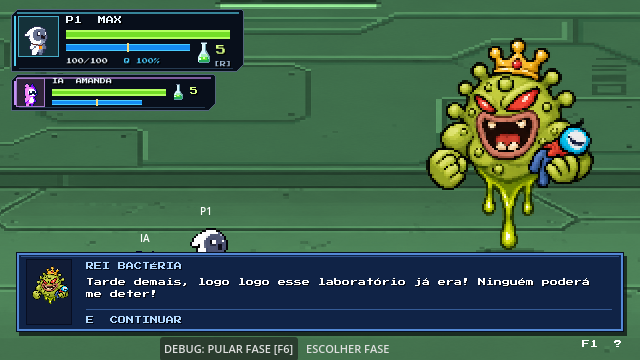 P1 MAX
5
100/100 Q 100%
[R]
IA AMANDA
5
P1
IA
REI BACTÉRIA
Tarde demais, logo logo esse laboratório já era! Ninguém poderá
me deter!
E CONTINUAR
F1 ?
DEBUG: PULAR FASE [F6] ESCOLHER FASE